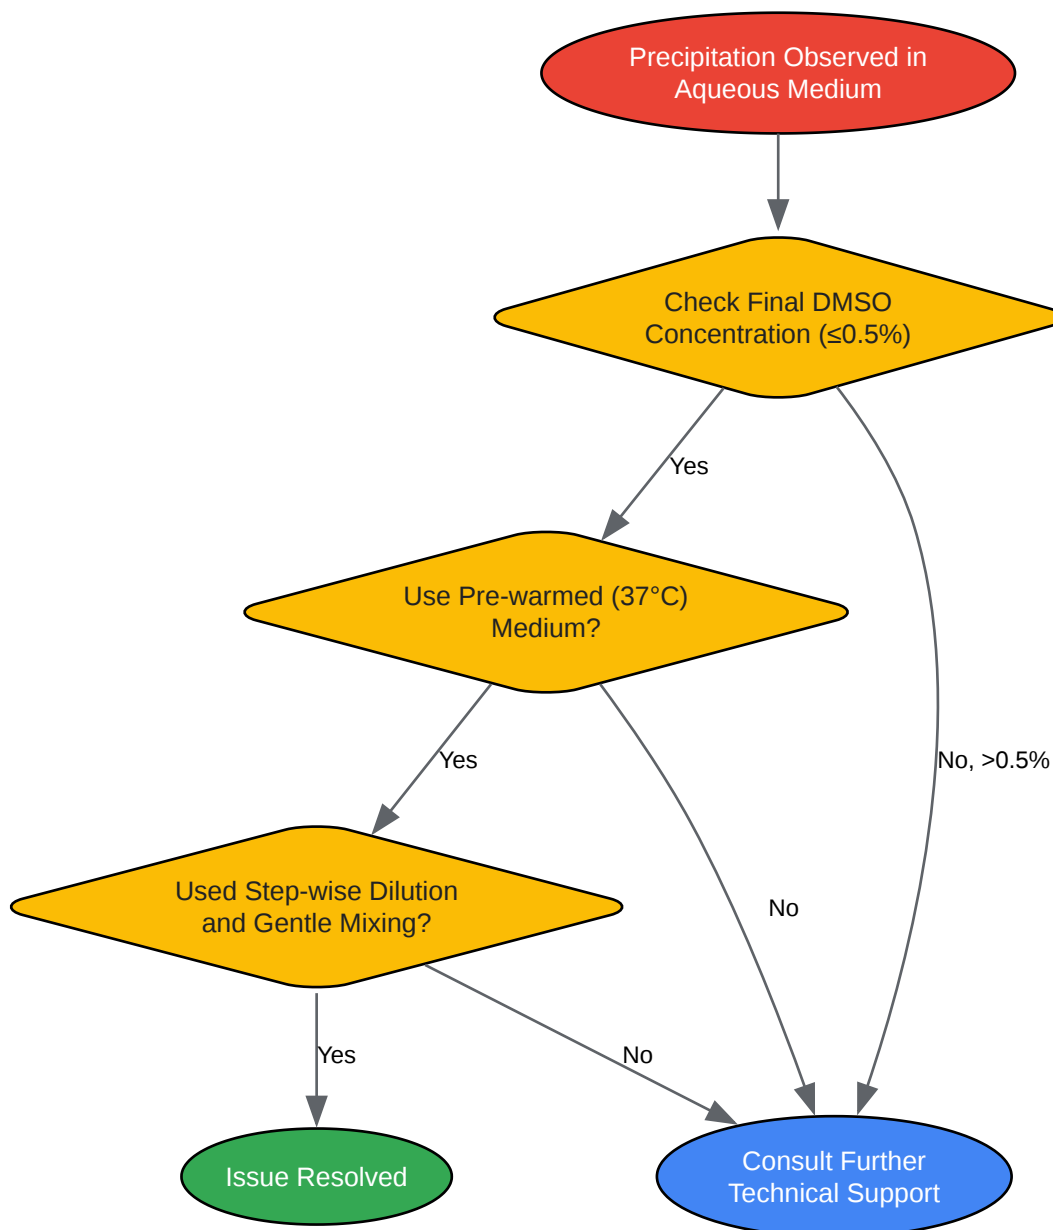 Precipitation Observed in
Aqueous Medium
Check Final DMSO
Concentration (≤0.5%)
Yes
Use Pre-warmed (37°C)
Medium?
Yes
No, >0.5%
Used Step-wise Dilution
and Gentle Mixing?
No
Yes
No
Issue Resolved
Consult Further
Technical Support